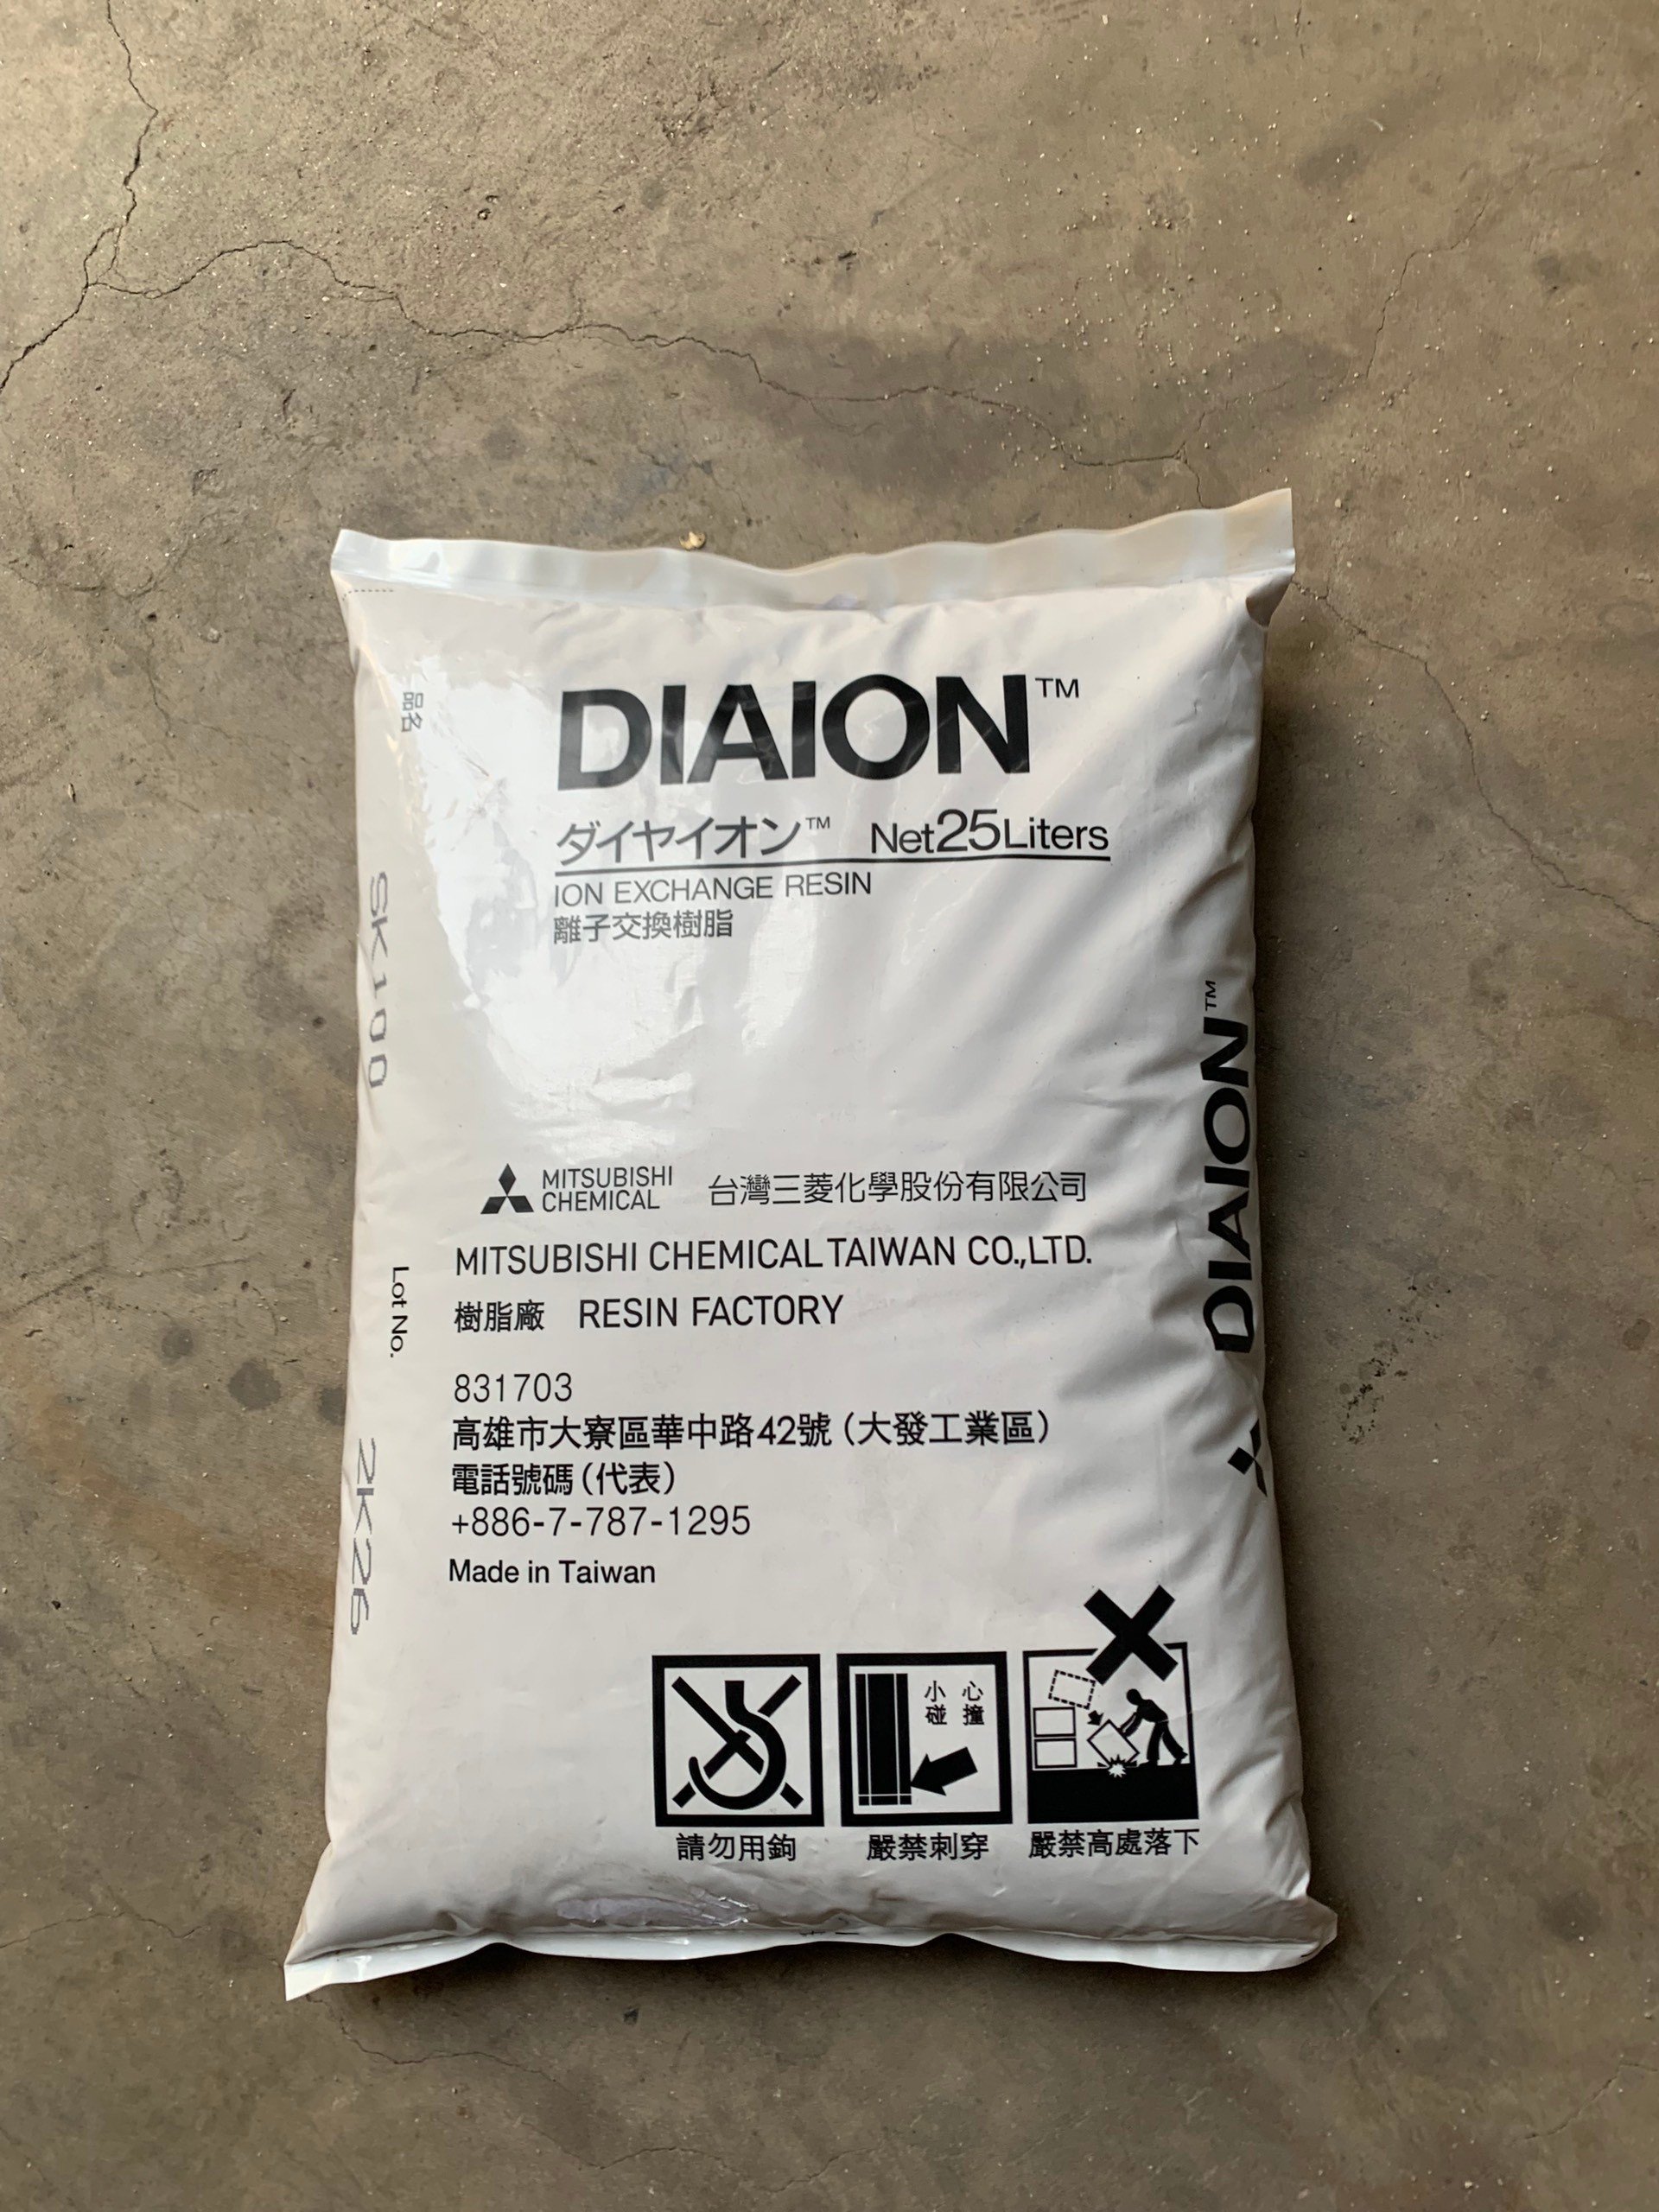 DIAION™
ダイヤイオン™ Net25Liters
ION EXCHANGE RESIN
離子交換樹脂
MITSUBISHI
CHEMICAL
台灣三菱化學股份有限公司
MITSUBISHI CHEMICAL TAIWAN CO.,LTD.
樹脂廠 RESIN FACTORY
831703
高雄市大寮區華中路42號(大發工業區)
電話號碼(代表)
+886-7-787-1295
Made in Taiwan
小心
碰撞
請勿用鉤
嚴禁刺穿
嚴禁高處落下
品名
SK100
Lot No.
2K26
DIAION™